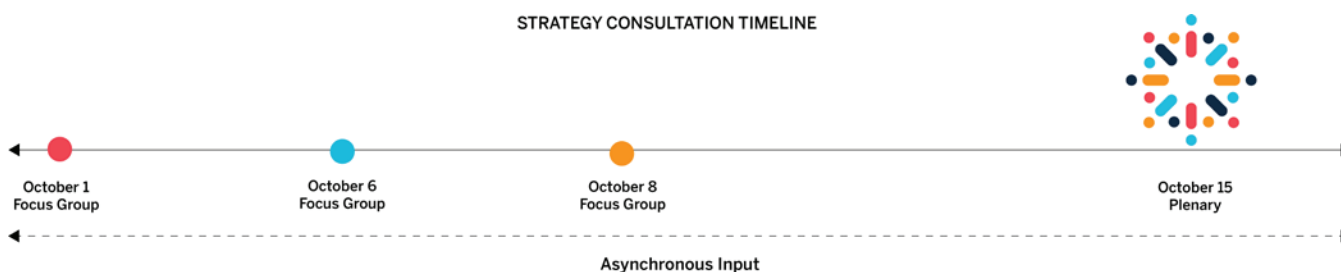 STRATEGY CONSULTATION TIMELINE
October 1
Focus Group
October 6
Focus Group
October 8
Focus Group
October 15
Plenary
Asynchronous Input